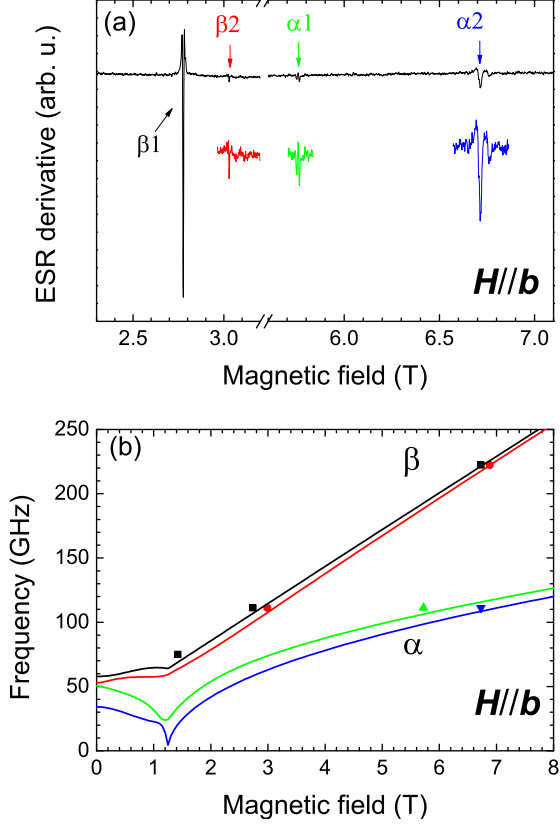 (a)
β2
α1
α2
β1
ESR derivative (arb. u.)
H//b
2.5
3.0
6.0
6.5
7.0
Magnetic field (T)
(b)
250
200
150
100
50
0
β
α
Frequency (GHz)
H//b
0
1
2
3
4
5
6
7
8
Magnetic field (T)